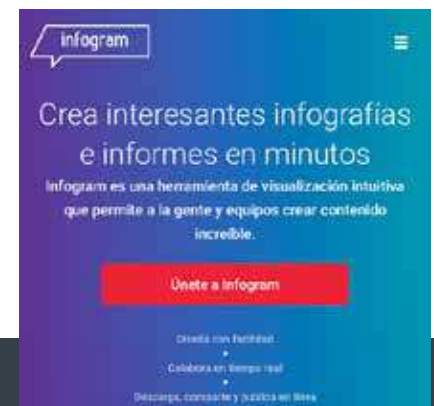 infogram
Crea interesantes infografías
e informes en minutos
Infogram es una herramienta de visualización intuitiva
que permite a la gente y equipos crear contenido
increíble.
Únete a Infogram
Diseña con facilidad
Colabora en tiempo real
Descarga, comparte y publica en línea